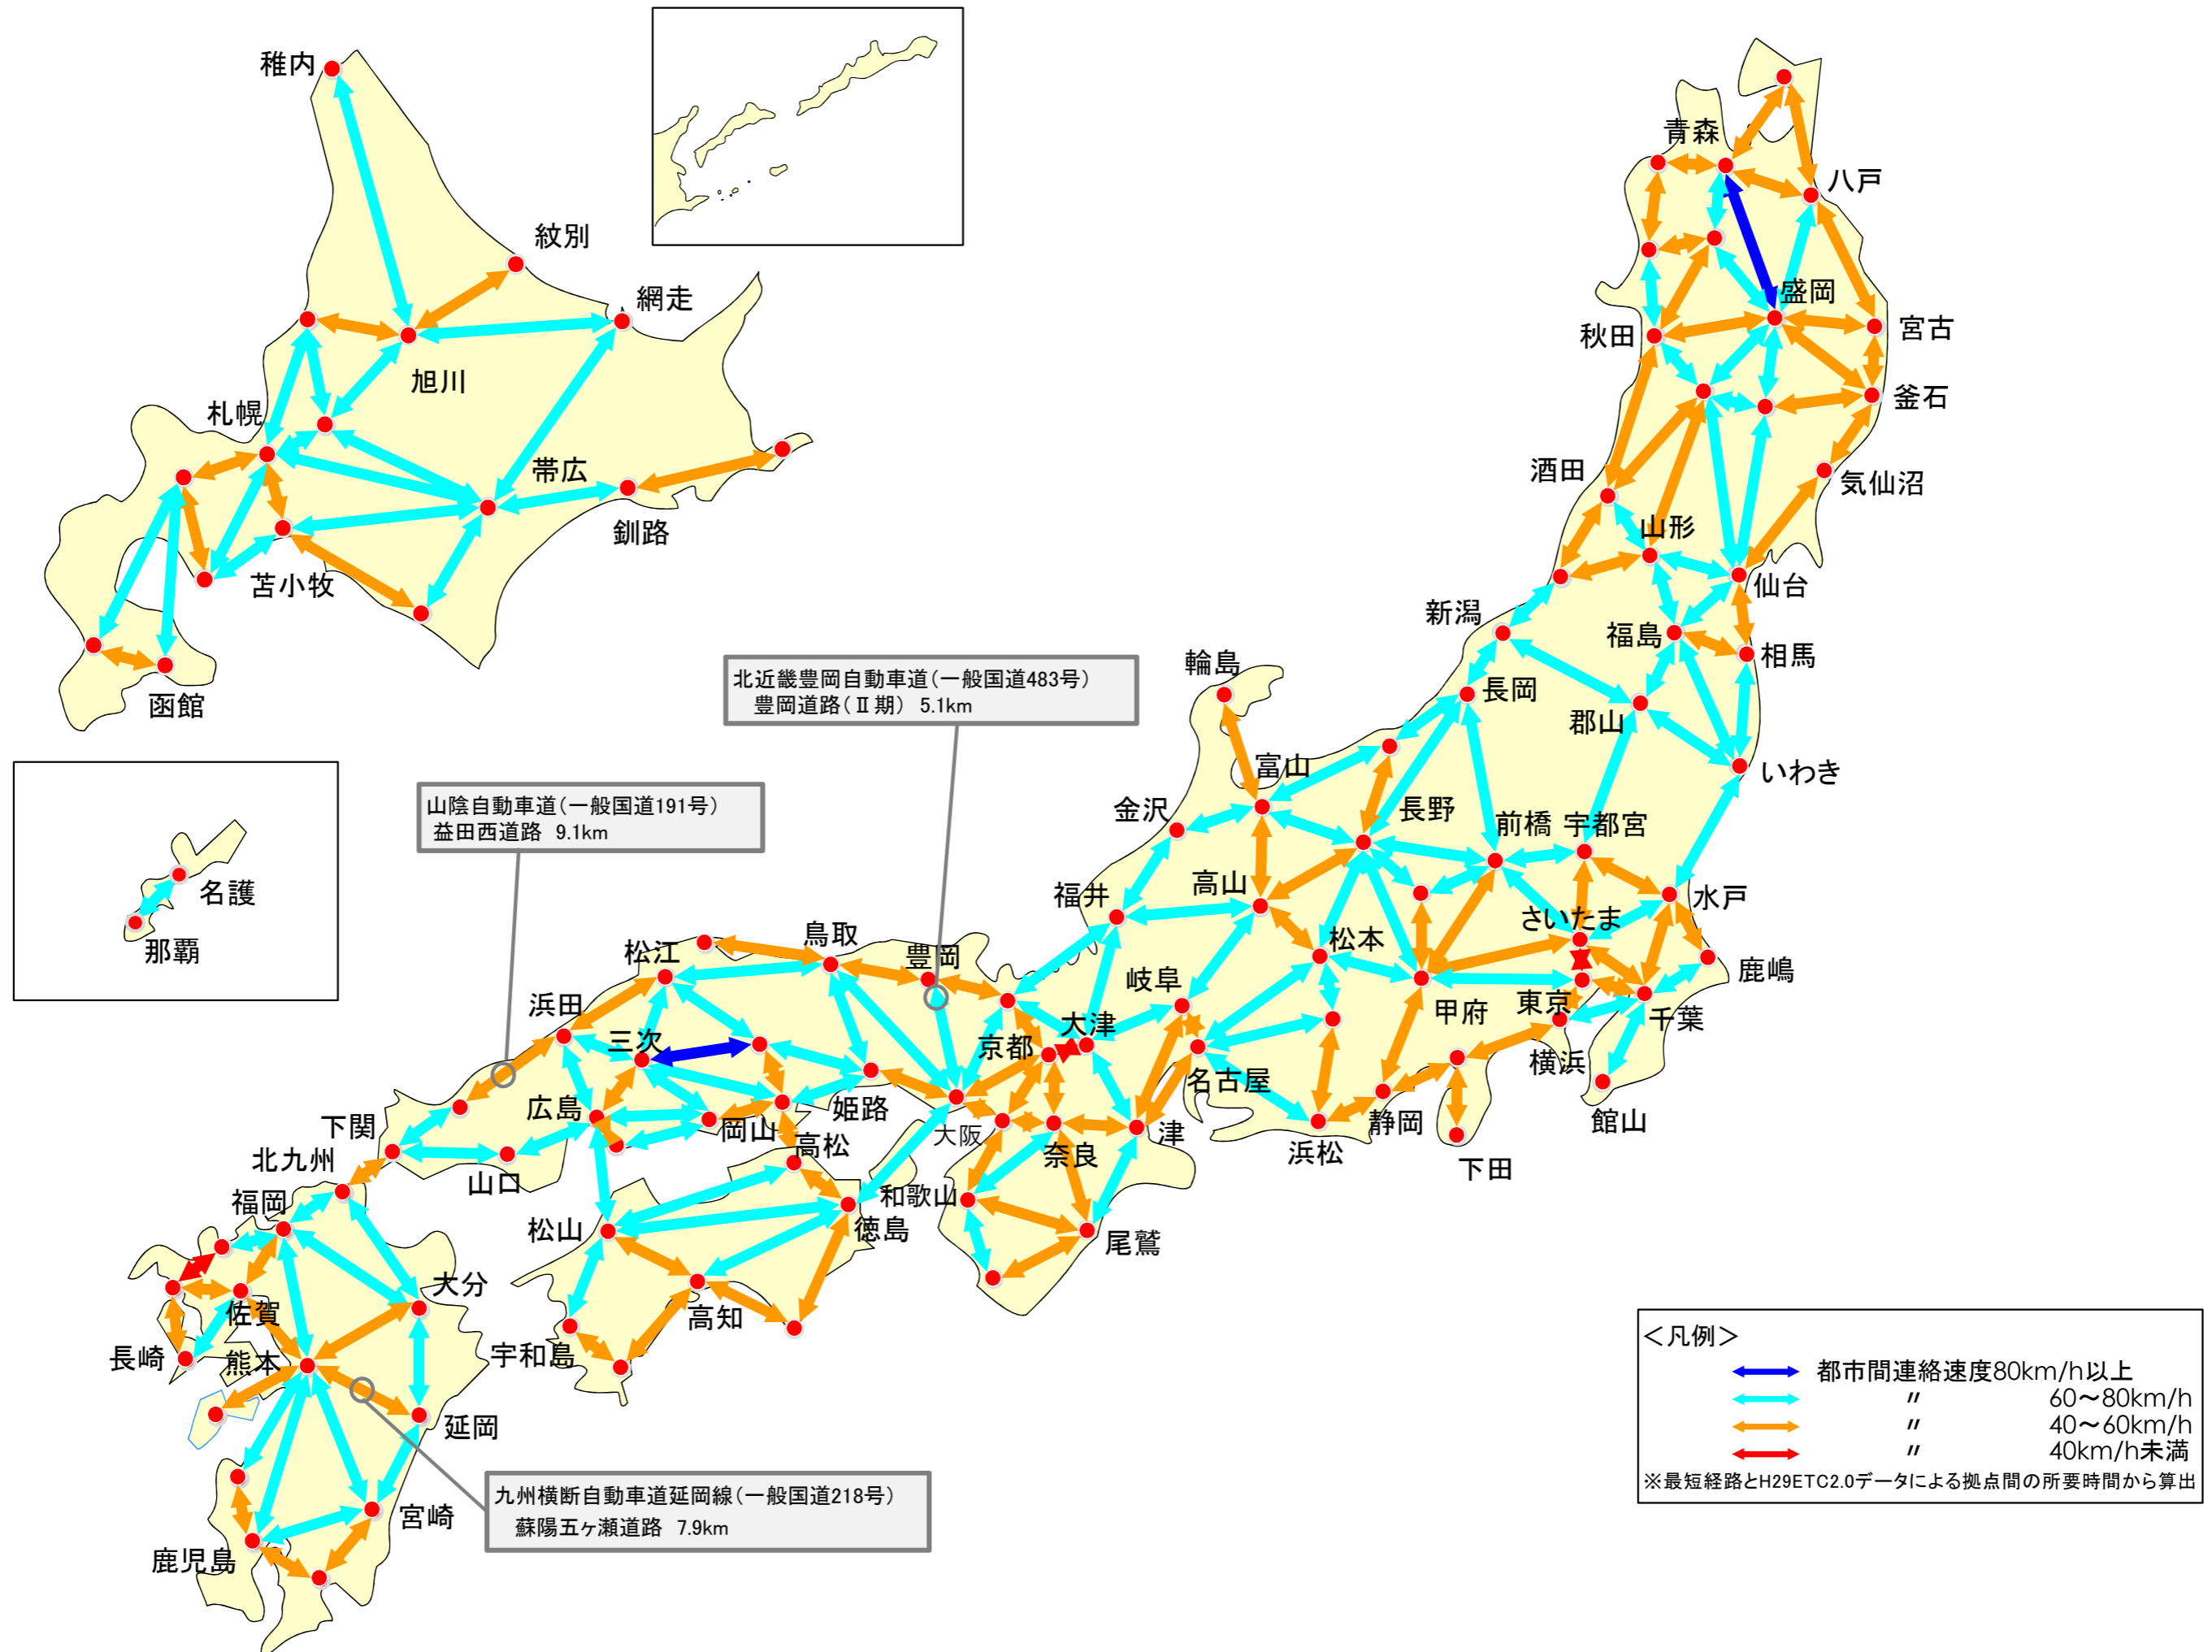 稚内
紋別
網走
旭川
札幌
帯広
釧路
苫小牧
函館
青森
八戸
盛岡
宮古
秋田
釜石
酒田
気仙沼
山形
仙台
新潟
福島
相馬
長岡
郡山
いわき
輪島
富山
金沢
長野
前橋
宇都宮
高山
福井
水戸
さいたま
松本
鹿嶋
岐阜
甲府
東京
千葉
大津
京都
横浜
名古屋
館山
静岡
浜松
下田
津
奈良
大阪
和歌山
尾鷲
鳥取
豊岡
松江
浜田
三次
姫路
広島
岡山
高松
下関
山口
北九州
福岡
松山
徳島
高知
宇和島
大分
佐賀
長崎
熊本
延岡
宮崎
鹿児島
名護
那覇
北近畿豊岡自動車道(一般国道483号)
豊岡道路(Ⅱ期) 5.1km
山陰自動車道(一般国道191号)
益田西道路 9.1km
九州横断自動車道延岡線(一般国道218号)
蘇陽五ヶ瀬道路 7.9km
＜凡例＞
都市間連絡速度80km/h以上
〃 60～80km/h
〃 40～60km/h
〃 40km/h未満
※最短経路とH29ETC2.0データによる拠点間の所要時間から算出